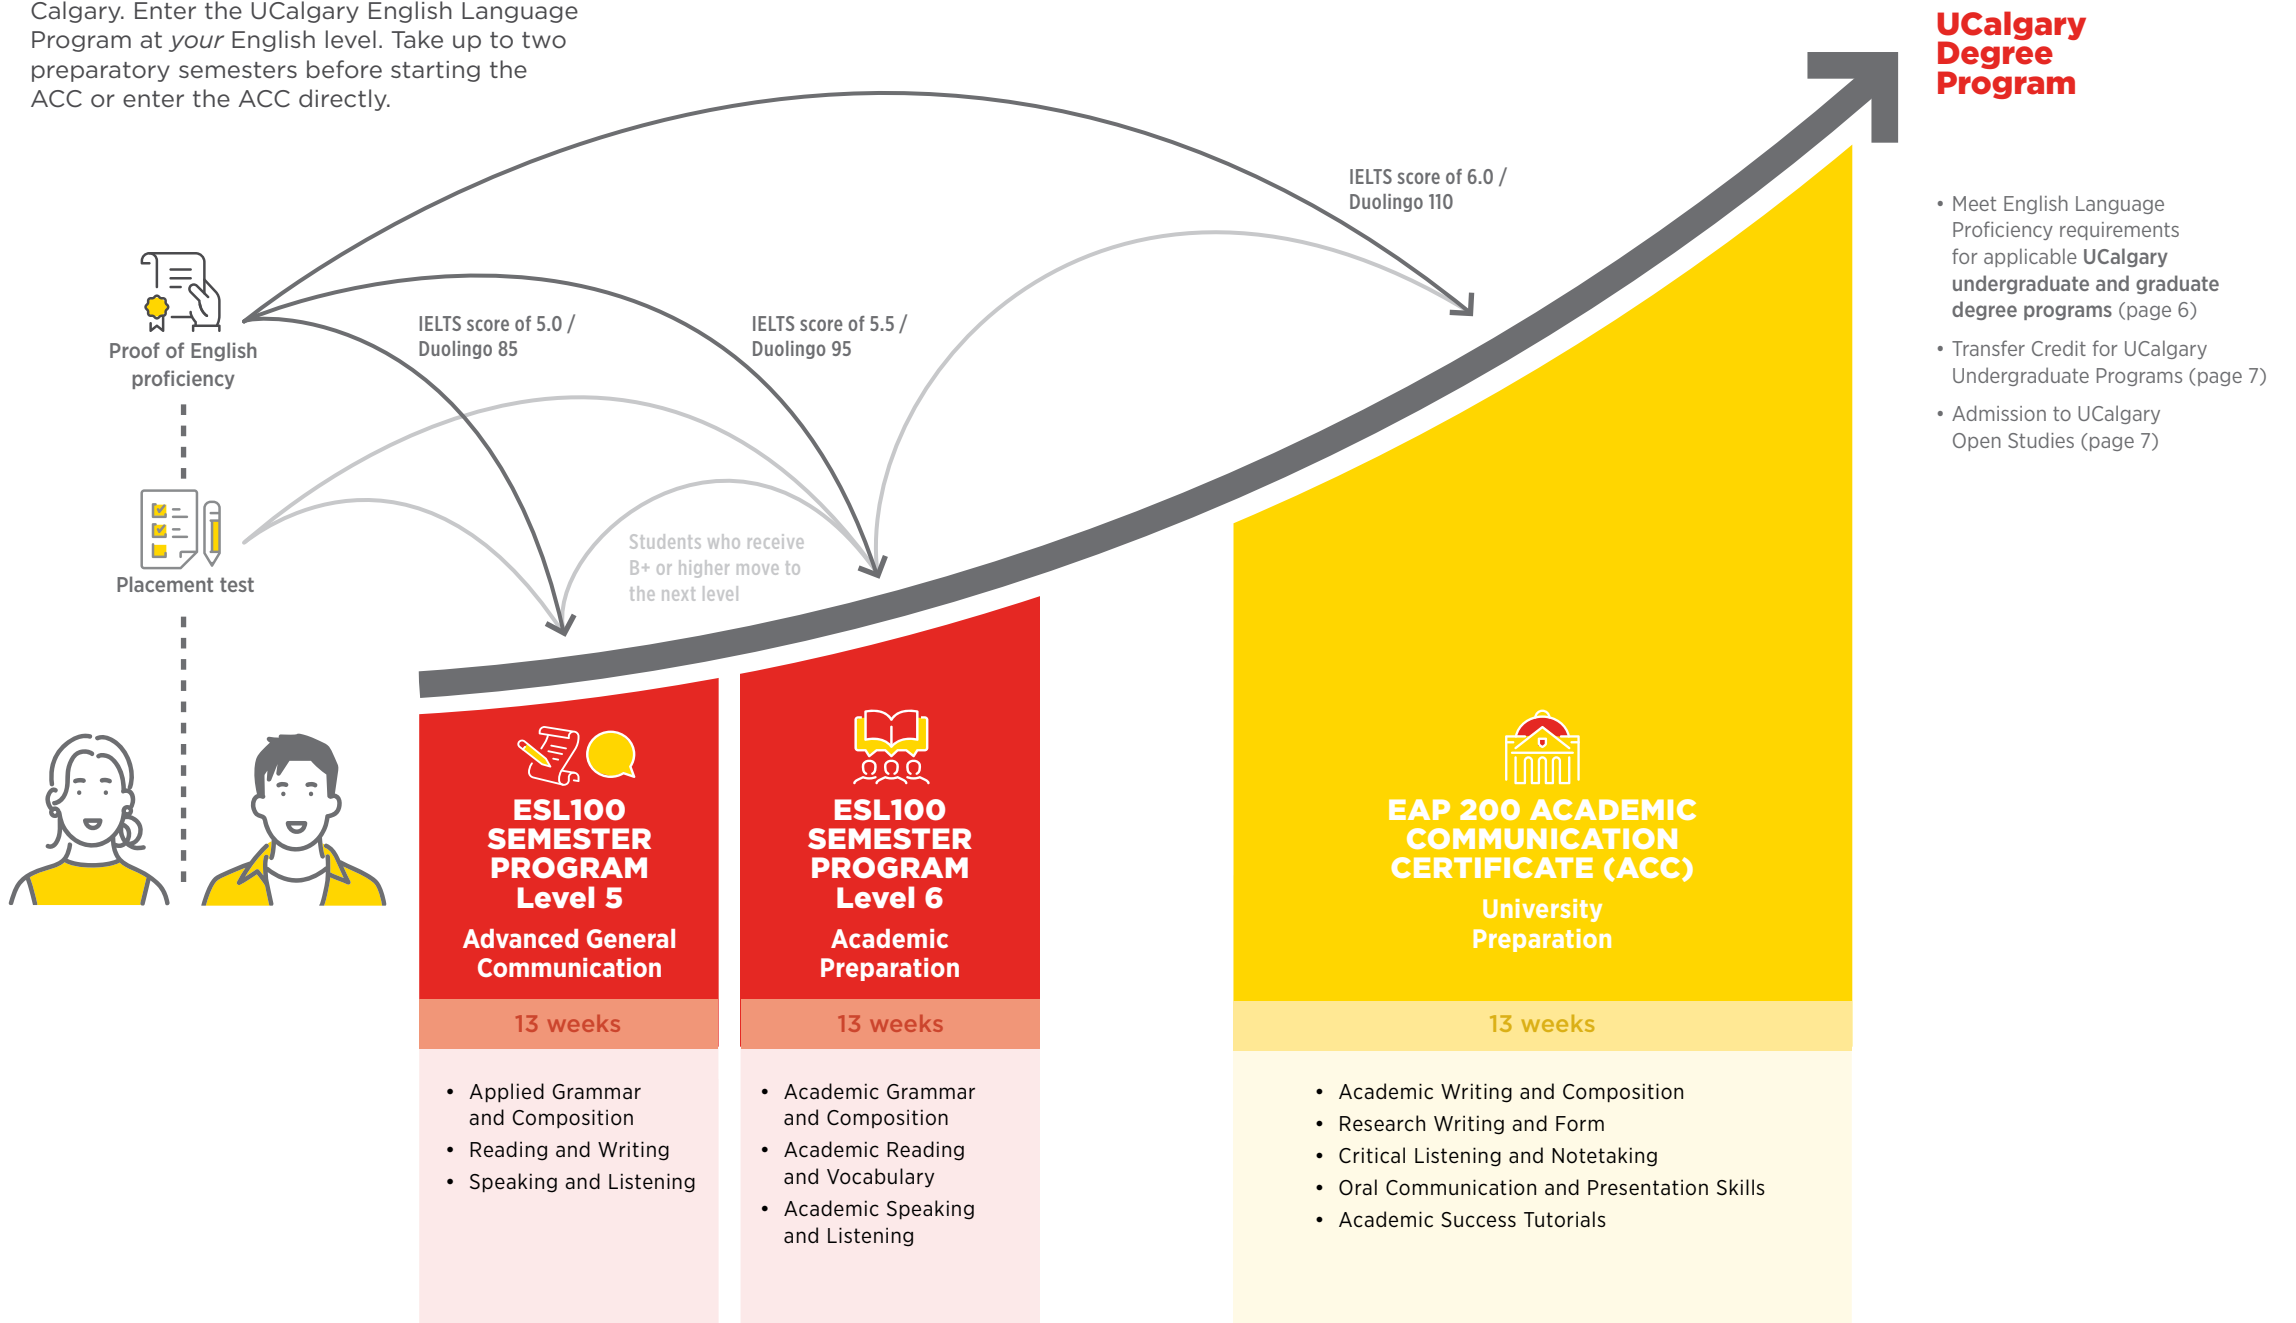 Calgary. Enter the UCalgary English Language
Program at your English level. Take up to two
preparatory semesters before starting the
ACC or enter the ACC directly.
UCalgary
Degree
Program
IELTS score of 6.0 /
Duolingo 110
• Meet English Language
Proficiency requirements
for applicable UCalgary
undergraduate and graduate
degree programs (page 6)
• Transfer Credit for UCalgary
Undergraduate Programs (page 7)
• Admission to UCalgary
Open Studies (page 7)
Proof of English
proficiency
IELTS score of 5.0 /
Duolingo 85
IELTS score of 5.5 /
Duolingo 95
Placement test
Students who receive
B+ or higher move to
the next level
ESL100
SEMESTER
PROGRAM
Level 5
Advanced General
Communication
13 weeks
• Applied Grammar
and Composition
• Reading and Writing
• Speaking and Listening
ESL100
SEMESTER
PROGRAM
Level 6
Academic
Preparation
13 weeks
• Academic Grammar
and Composition
• Academic Reading
and Vocabulary
• Academic Speaking
and Listening
EAP 200 ACADEMIC
COMMUNICATION
CERTIFICATE (ACC)
University
Preparation
13 weeks
• Academic Writing and Composition
• Research Writing and Form
• Critical Listening and Notetaking
• Oral Communication and Presentation Skills
• Academic Success Tutorials